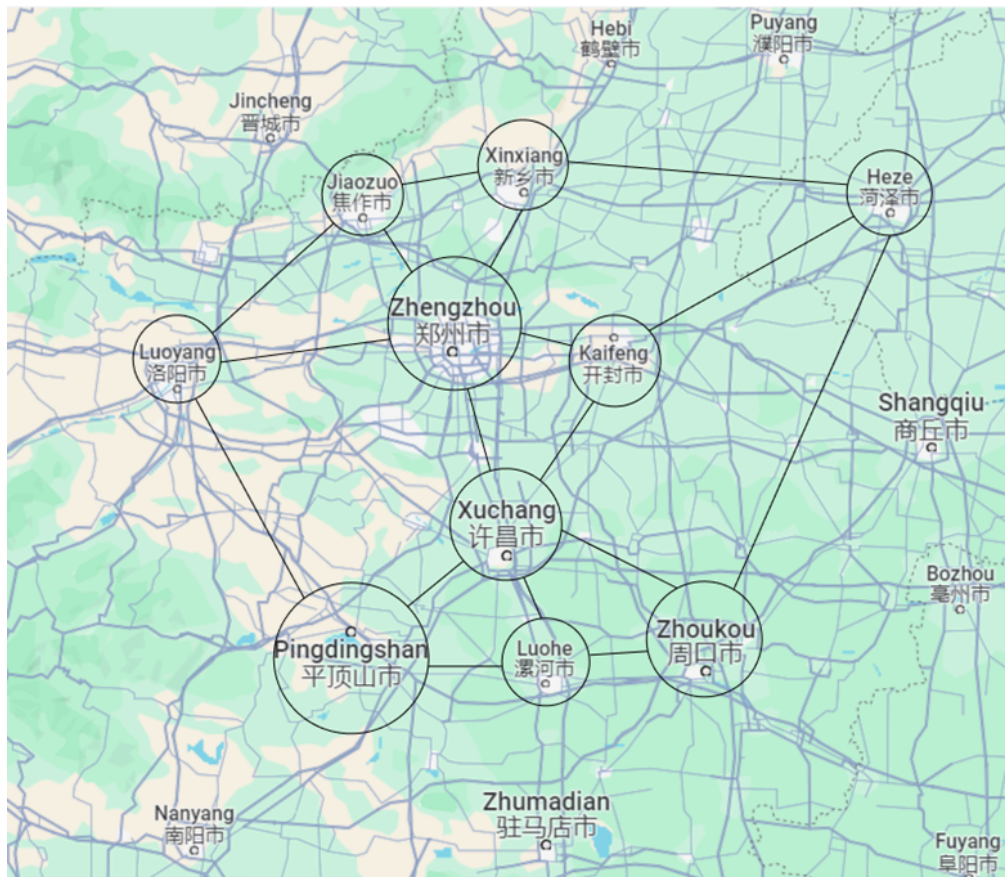 Hebi
鹤壁市
Puyang
濮阳市
Jincheng
晋城市
Xinxiang
新乡市
Jiaozuo
焦作市
Heze
菏泽市
Zhengzhou
郑州市
Luoyang
洛阳市
Kaifeng
开封市
Shangqiu
商丘市
Xuchang
许昌市
Bozhou
亳州市
Pingdingshan
平顶山市
Luohe
漯河市
Zhoukou
周口市
Nanyang
南阳市
Zhumadian
驻马店市
Fuyang
阜阳市